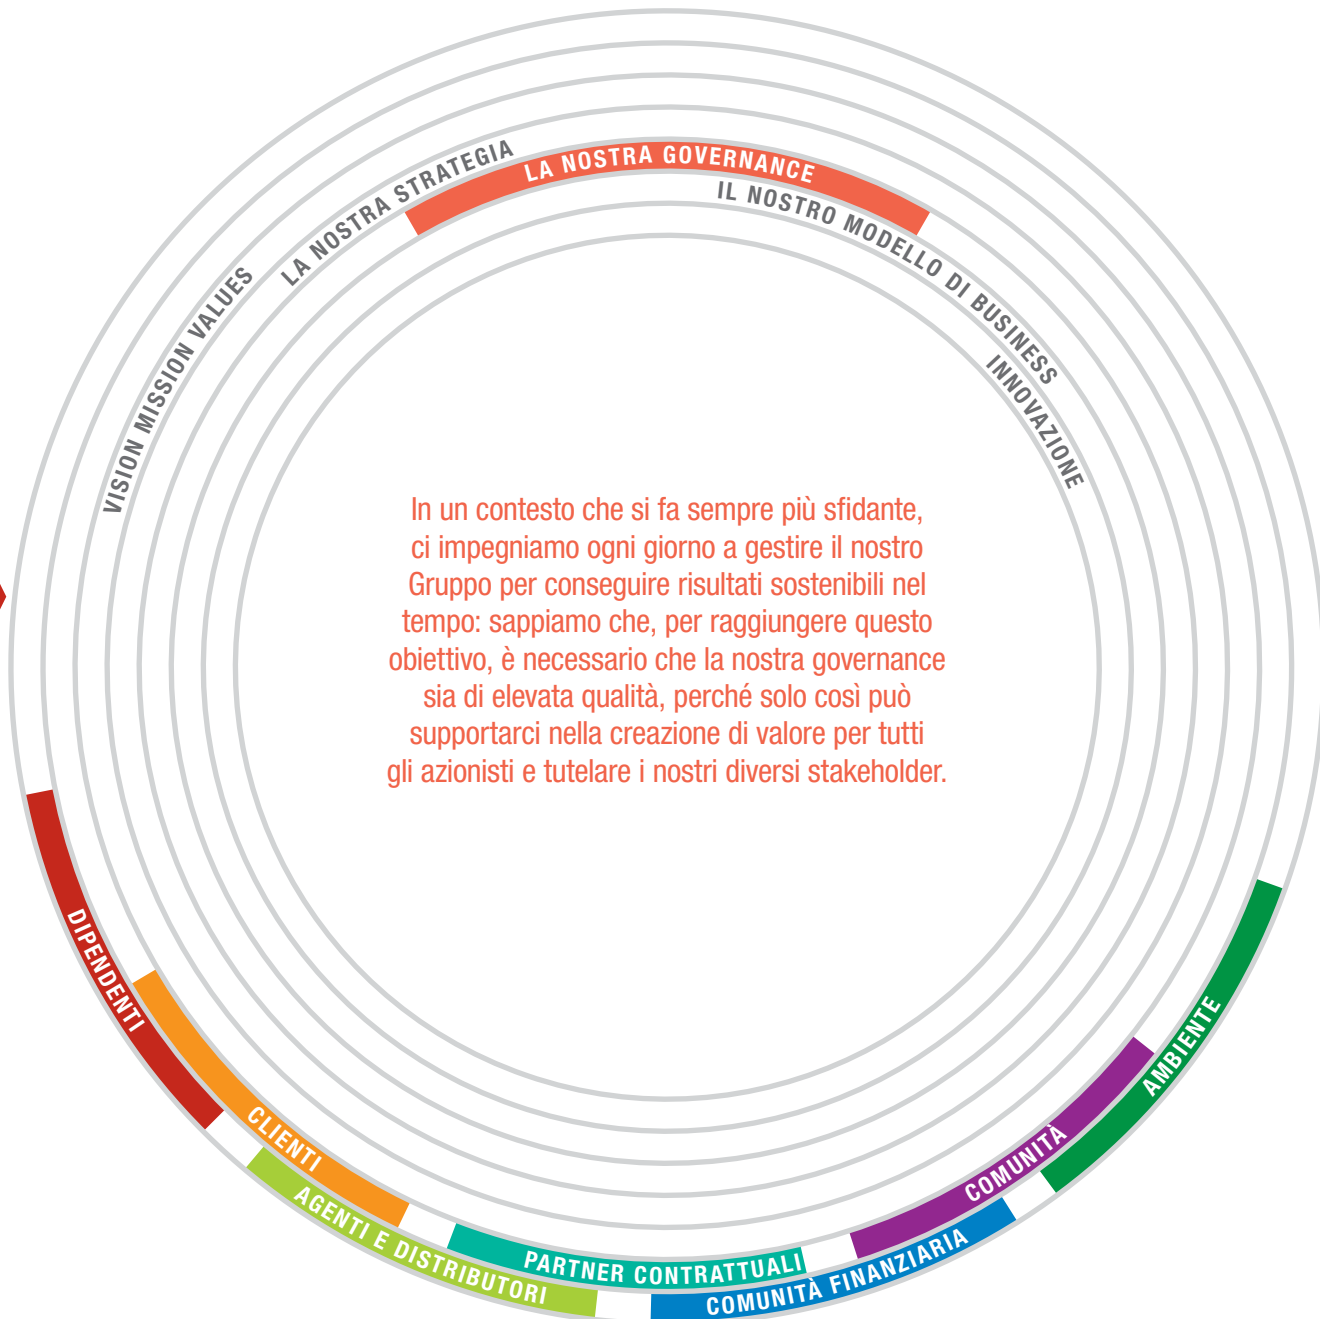 LA NOSTRA GOVERNANCE
LA NOSTRA STRATEGIA
IL NOSTRO MODELLO DI BUSINESS
VISION MISSION VALUES
INNOVAZIONE
In un contesto che si fa sempre più sfidante,
ci impegniamo ogni giorno a gestire il nostro
Gruppo per conseguire risultati sostenibili nel
tempo: sappiamo che, per raggiungere questo
obiettivo, è necessario che la nostra governance
sia di elevata qualità, perché solo così può
supportarci nella creazione di valore per tutti
gli azionisti e tutelare i nostri diversi stakeholder.
DIPENDENTI
CLIENTI
AGENTI E DISTRIBUTORI
PARTNER CONTRATTUALI
COMUNITÀ FINANZIARIA
COMUNITÀ
AMBIENTE